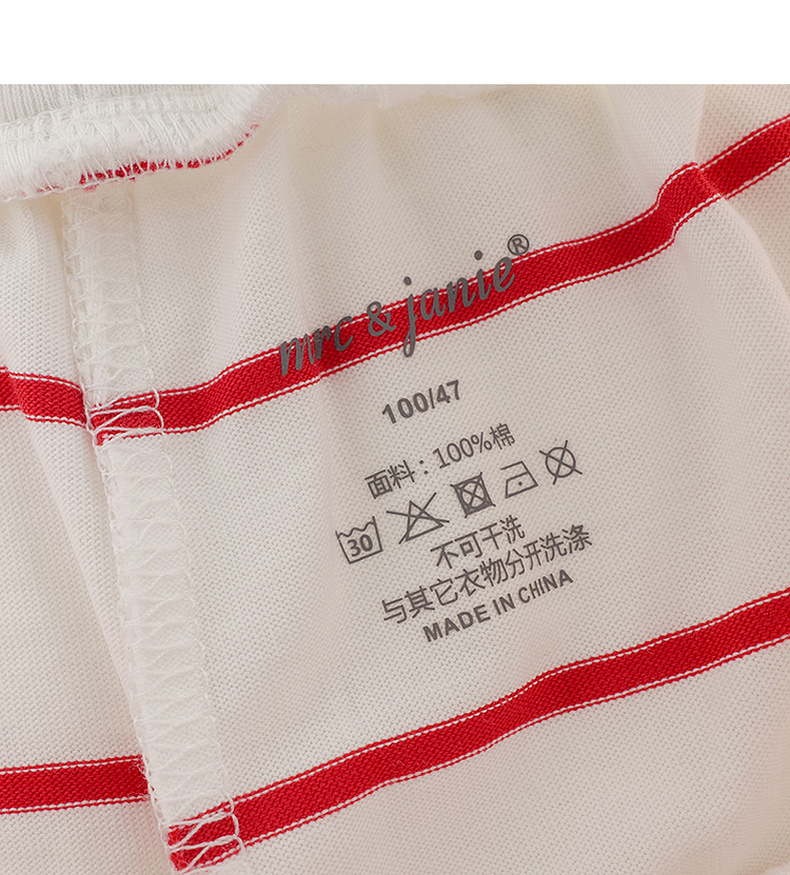 mrc & janie®
100/47
面料：100%棉
30
不可干洗
与其它衣物分开洗涤
MADE IN CHINA